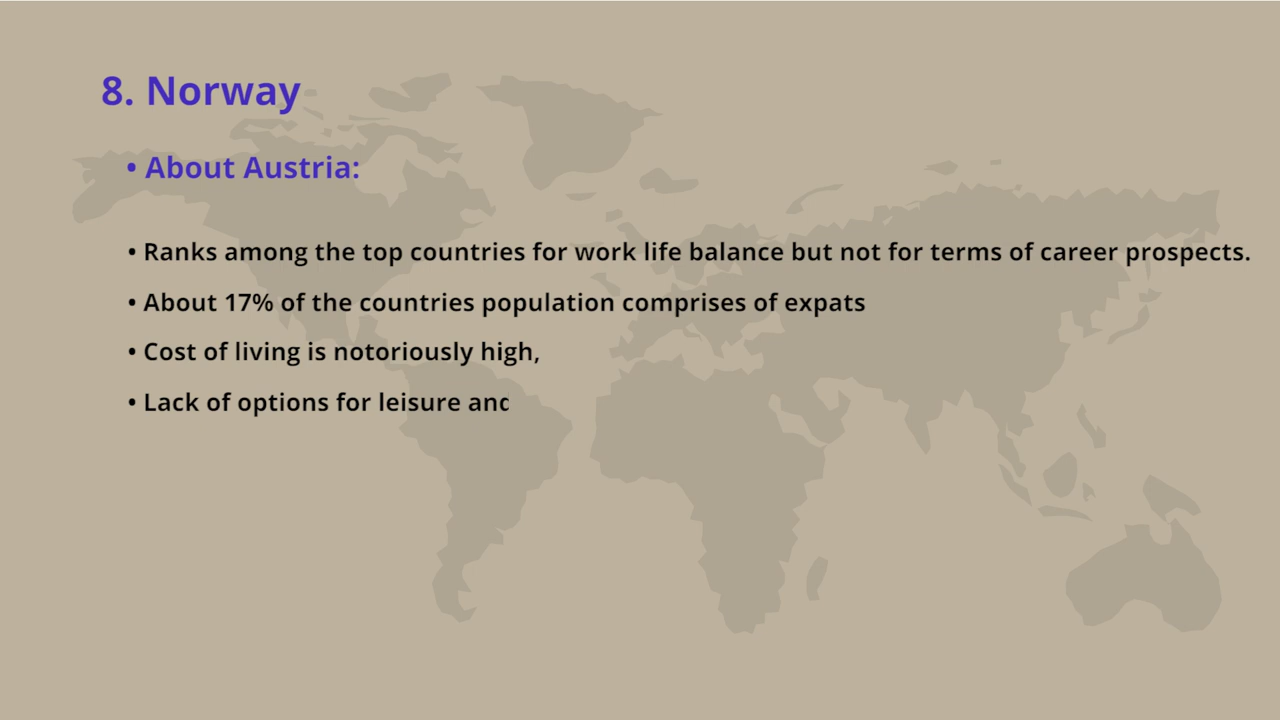 8. Norway
• About Austria:
• Ranks among the top countries for work life balance but not for terms of career prospects.
• About 17% of the countries population comprises of expats
• Cost of living is notoriously high,
• Lack of options for leisure and